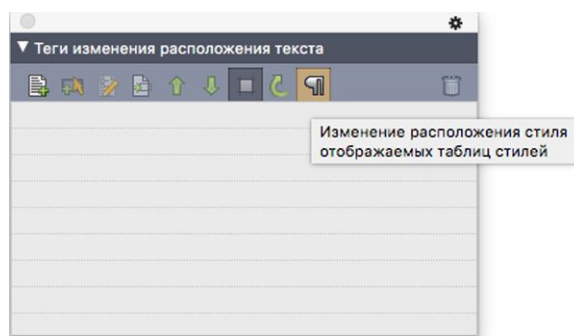 Теги изменения расположения текста
Изменение расположения стиля
отображаемых таблиц стилей